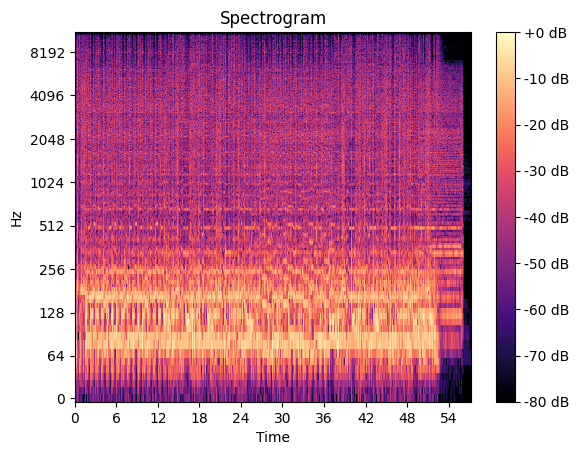 Spectrogram
+0 dB
8192
-10 dB
4096
-20 dB
2048
-30 dB
1024
Hz
512
-40 dB
256
-50 dB
128
-60 dB
64
-70 dB
0
-80 dB
0 6 12 18 24 30 36 42 48 54
Time